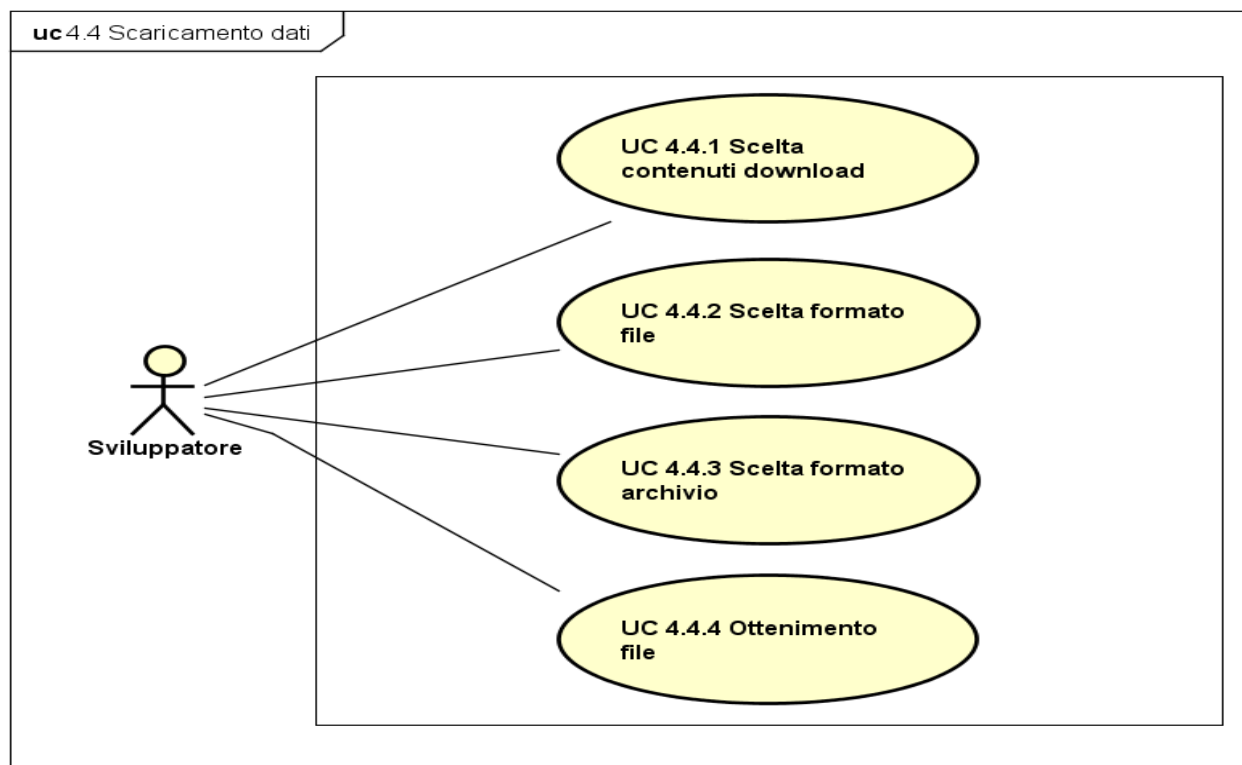 uc 4.4 Scaricamento dati
UC 4.4.1 Scelta
contenuti download
UC 4.4.2 Scelta formato
file
Sviluppatore
UC 4.4.3 Scelta formato
archivio
UC 4.4.4 Ottenimento
file